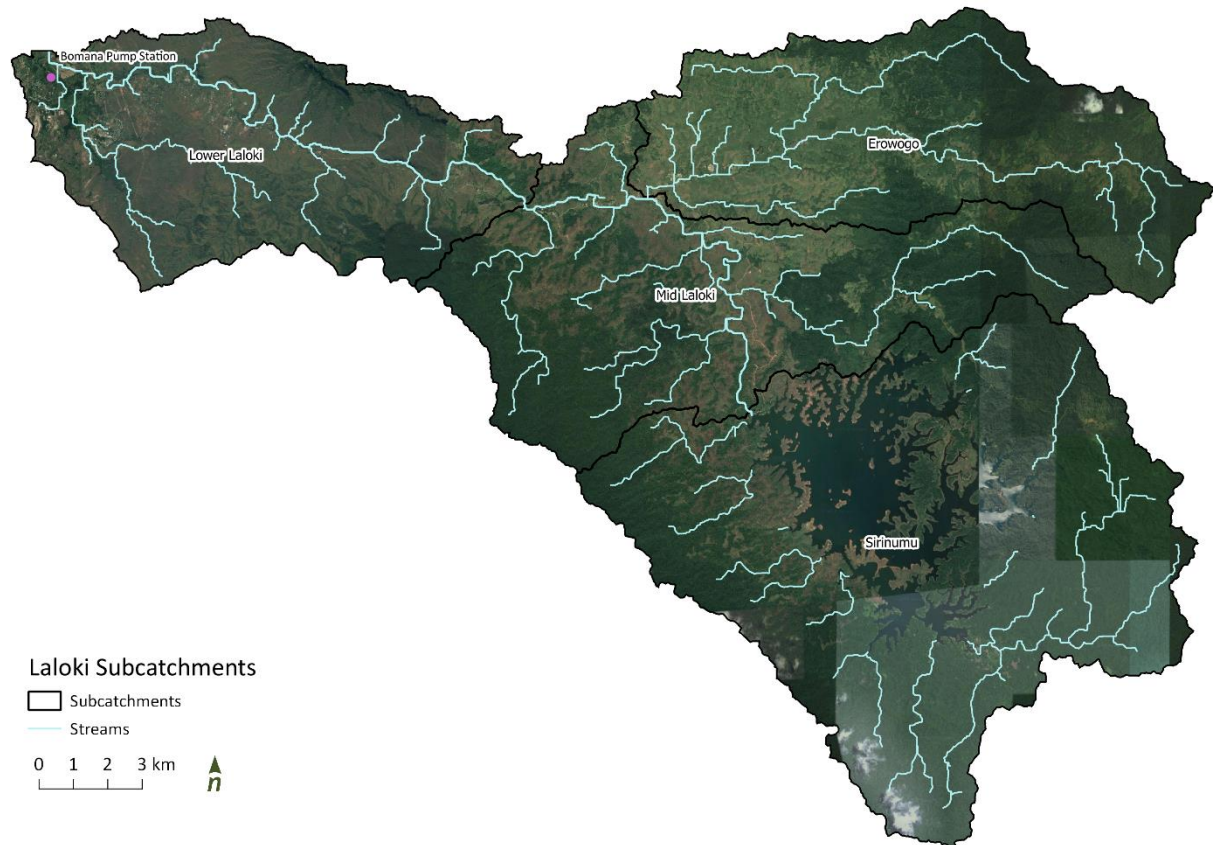 Bomana Pump Station
Lower Laloki
Erowogo
Mid Laloki
Sirinumu
Laloki Subcatchments
Subcatchments
Streams
0 1 2 3 km
n